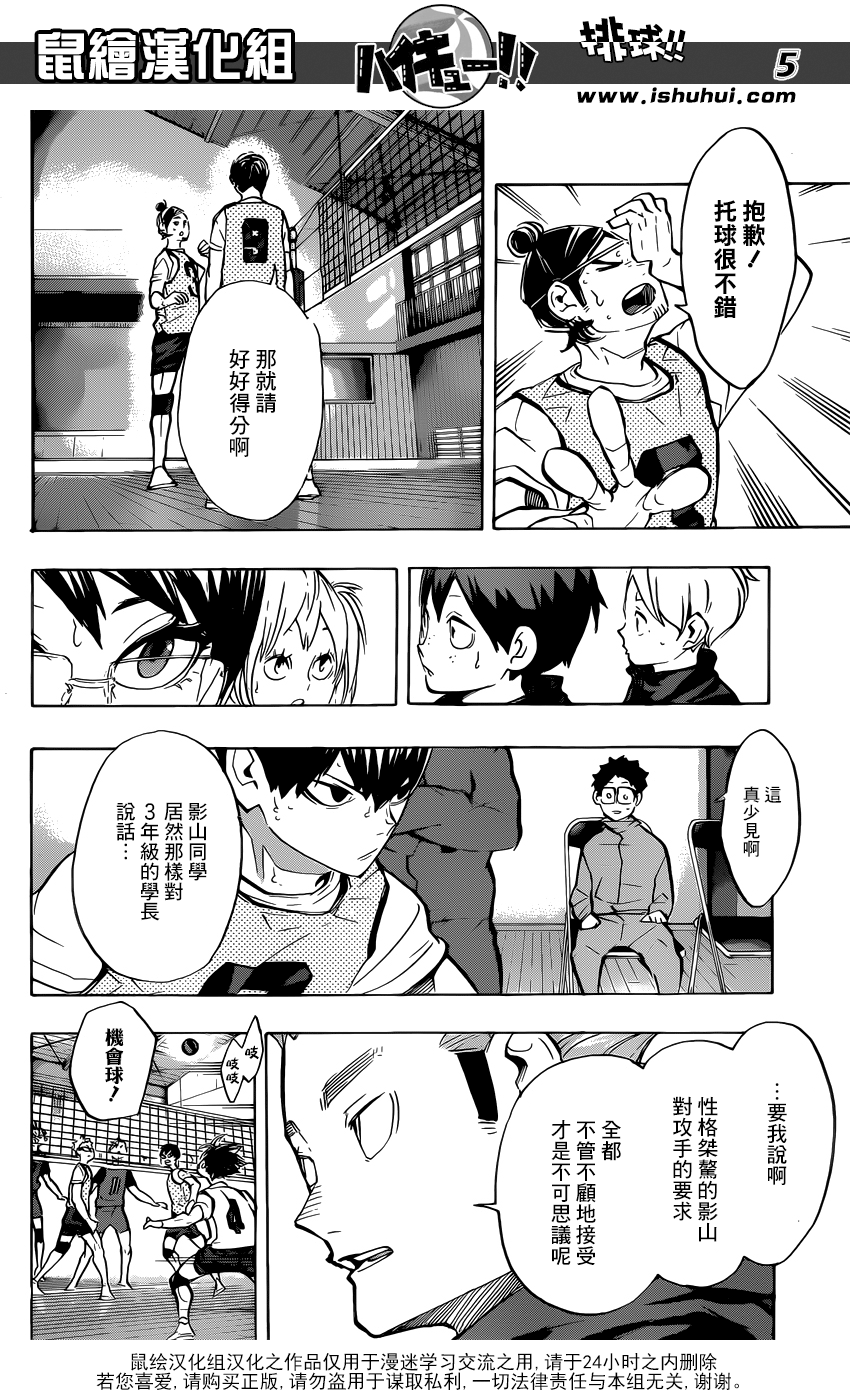 鼠繪漢化組
ハイキュー!!
排球!!
5
www.ishuhui.com
抱歉！
托球很不錯
那就請
好好得分啊
這
真少見啊
影山同學
居然那樣對
3年級的學長
說話…
…要我說啊
性格桀驁的影山
對攻手的要求
全都
不管不顧地接受
才是不可思議呢
吱
吱吱
機會球！
鼠绘汉化组汉化之作品仅用于漫迷学习交流之用, 请于24小时之内删除
若您喜爱, 请购买正版, 请勿盗用于谋取私利, 一切法律责任与本组无关, 谢谢。